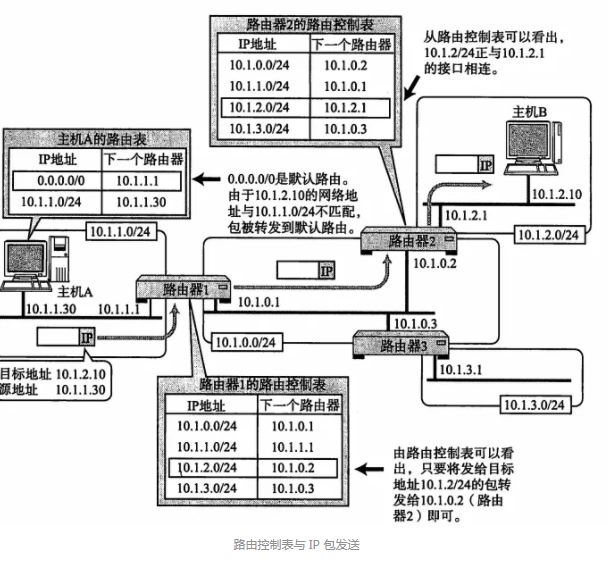 路由器2的路由控制表
IP地址 下一个路由器
10.1.0.0/24 10.1.0.2
10.1.1.0/24 10.1.0.1
10.1.2.0/24 10.1.2.1
10.1.3.0/24 10.1.0.3
从路由控制表可以看出，
10.1.2/24正与10.1.2.1
的接口相连。
主机B
IP
10.1.2.10
10.1.2.1
10.1.2.0/24
主机A的路由表
IP地址 下一个路由器
0.0.0.0/0 10.1.1.1
10.1.1.0/24 10.1.1.30
0.0.0.0/0是默认路由。
由于10.1.2.10的网络地
址与10.1.1.0/24不匹配，
包被转发到默认路由。
10.1.1.0/24
路由器2
10.1.0.2
IP
主机A
路由器1
10.1.0.1
10.1.1.30 10.1.1.1
10.1.0.3
IP
10.1.0.0/24
路由器3
目标地址 10.1.2.10
源地址 10.1.1.30
10.1.3.1
10.1.3.0/24
路由器1的路由控制表
IP地址 下一个路由器
10.1.0.0/24 10.1.0.1
10.1.1.0/24 10.1.1.1
10.1.2.0/24 10.1.0.2
10.1.3.0/24 10.1.0.3
由路由控制表可以看
出，只要将发给目标
地址10.1.2/24的包转
发给10.1.0.2（路由
器2）即可。
路由控制表与 IP 包发送